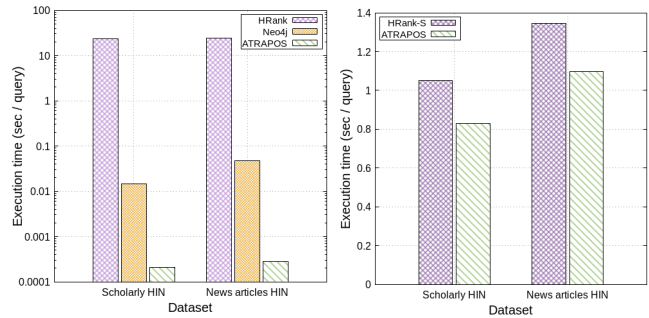 100
10
1
0.1
0.01
0.001
0.0001
Execution time (sec / query)
HRank
Neo4j
ATRAPOS
Scholarly HIN
News articles HIN
Dataset
1.4
1.2
1
0.8
0.6
0.4
0.2
0
Execution time (sec / query)
HRank-S
ATRAPOS
Scholarly HIN
News articles HIN
Dataset